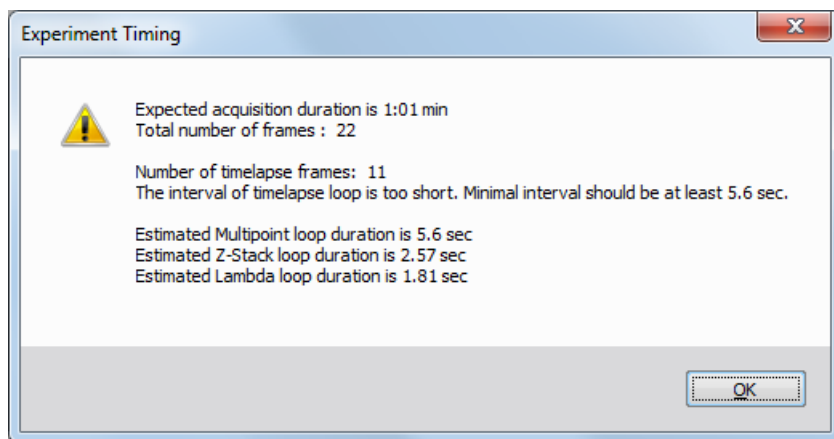 Experiment Timing
Expected acquisition duration is 1:01 min
Total number of frames : 22
Number of timelapse frames: 11
The interval of timelapse loop is too short. Minimal interval should be at least 5.6 sec.
Estimated Multipoint loop duration is 5.6 sec
Estimated Z-Stack loop duration is 2.57 sec
Estimated Lambda loop duration is 1.81 sec
OK